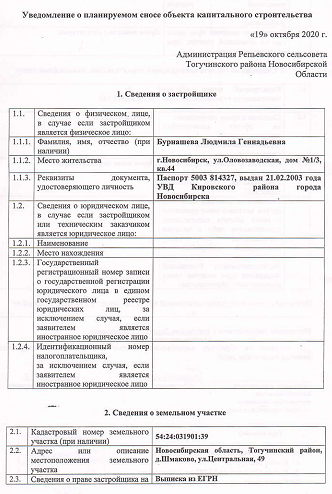 Уведомление о планируемом сносе объекта капитального строительства
«19» октября 2020 г.
Администрация Репьевского сельсовета
Тогучинского района Новосибирской
Области
1. Сведения о застройщике
1.1. Сведения о физическом лице,
в случае если застройщиком
является физическое лицо:
1.1.1. Фамилия, имя, отчество (при
наличии)
Бурнашева Людмила Геннадьевна
1.1.2. Место жительства
г.Новосибирск, ул.Оловозаводская, дом №1/3,
кв.44
1.1.3. Реквизиты документа,
удостоверяющего личность
Паспорт 5003 814327, выдан 21.02.2003 года
УВД Кировского района города
Новосибирска
1.2. Сведения о юридическом лице,
в случае если застройщиком
или техническим заказчиком
является юридическое лицо:
1.2.1. Наименование
1.2.2. Место нахождения
1.2.3. Государственный
регистрационный номер записи
о государственной регистрации
юридического лица в едином
государственном реестре
юридических лиц, за
исключением случая, если
заявителем является
иностранное юридическое лицо
1.2.4. Идентификационный номер
налогоплательщика,
за исключением случая, если
заявителем является
иностранное юридическое лицо
2. Сведения о земельном участке
2.1. Кадастровый номер земельного
участка (при наличии)
54:24:031901:39
2.2. Адрес или описание
местоположения земельного
участка
Новосибирская область, Тогучинский район,
д.Шмаково, ул.Центральная, 49
2.3. Сведения о праве застройщика на
Выписка из ЕГРН